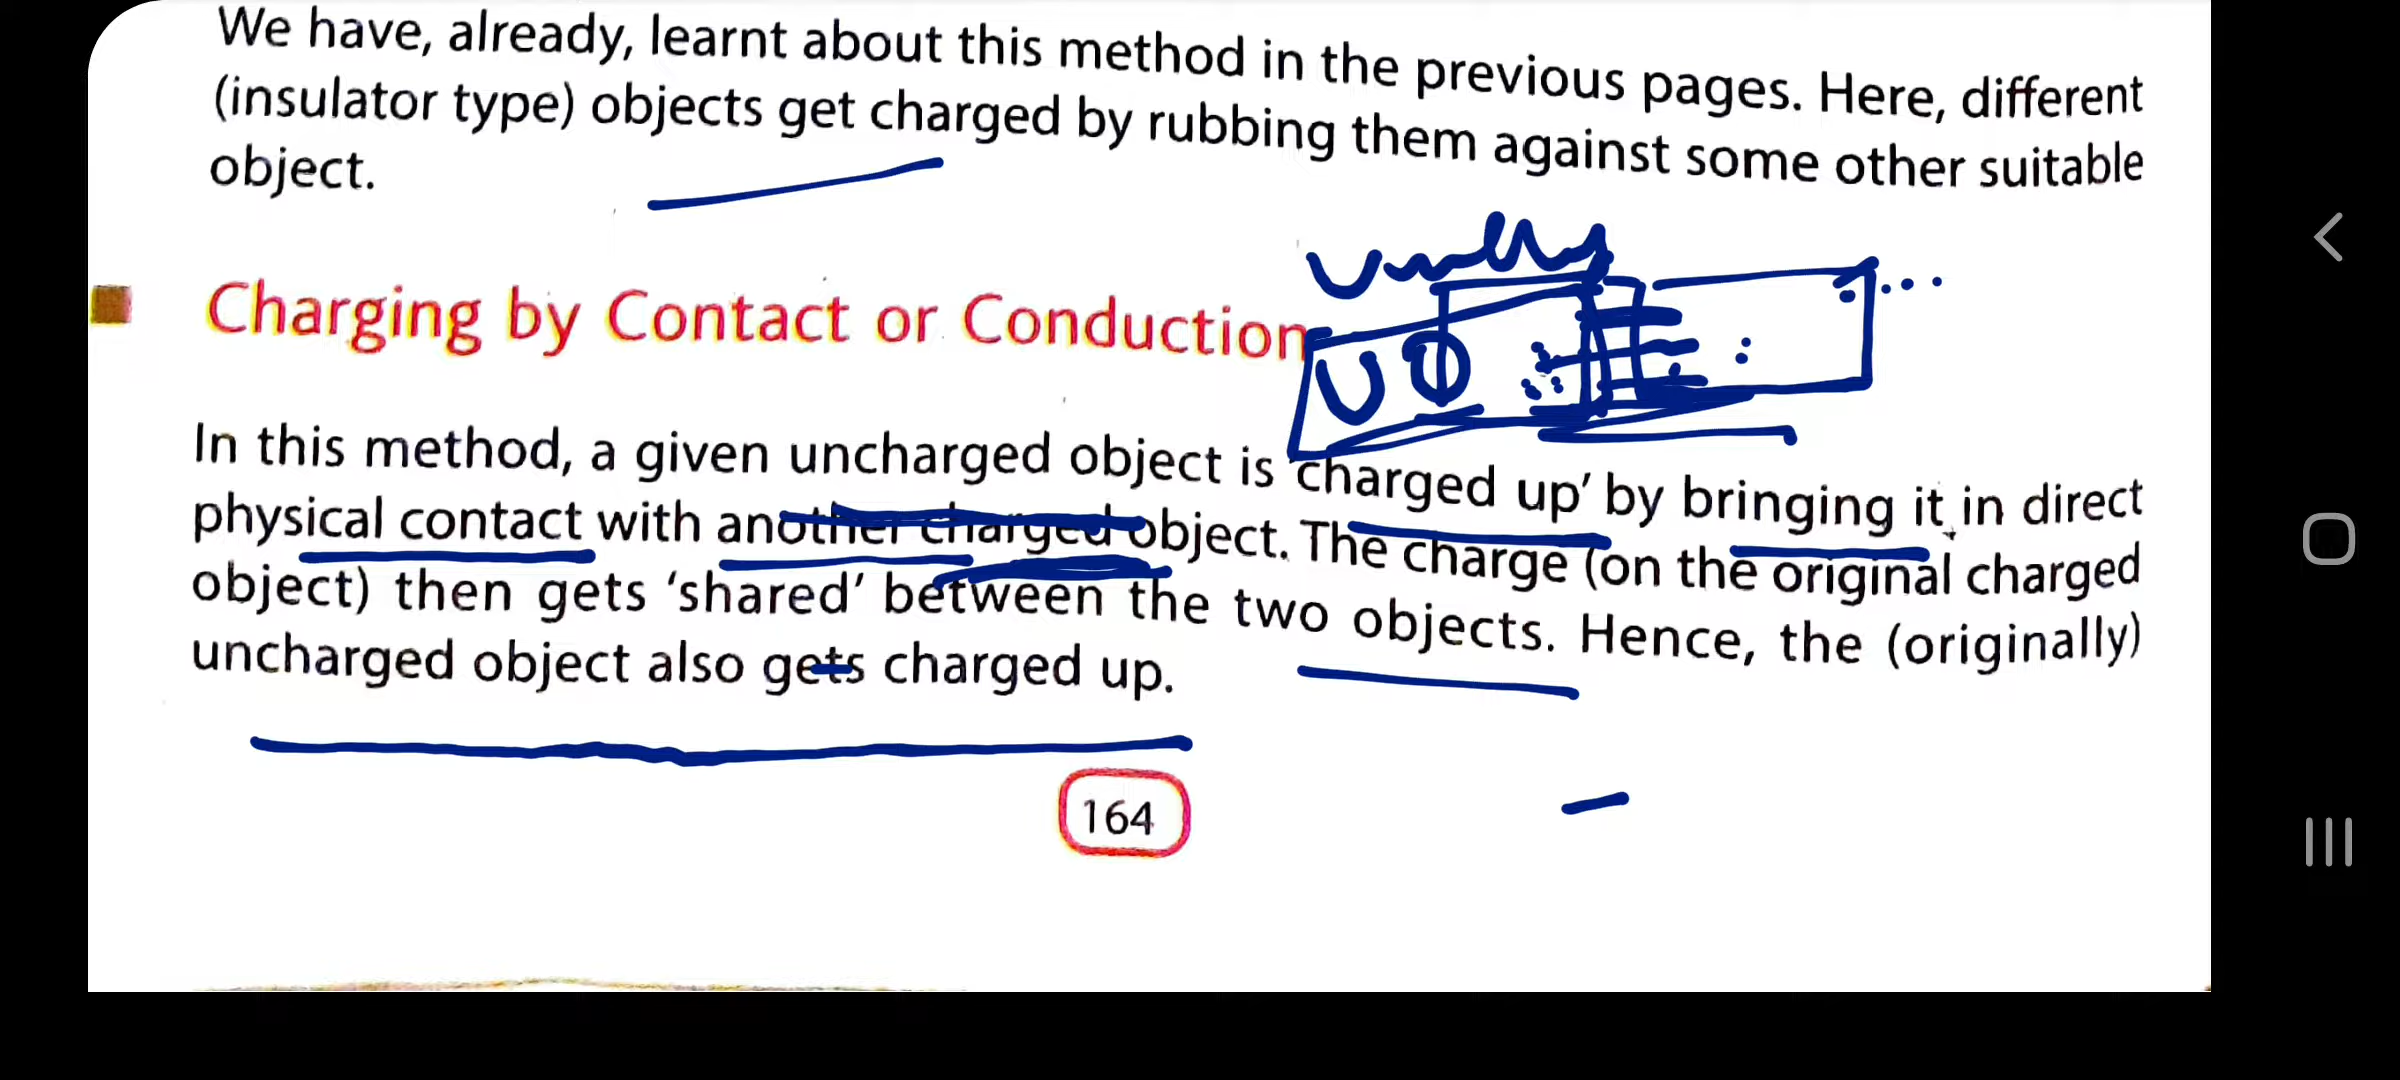 We have, already, learnt about this method in the previous pages. Here, different
(insulator type) objects get charged by rubbing them against some other suitable
object.
Charging by Contact or Conduction
In this method, a given uncharged object is ‘charged up’ by bringing it in direct
physical contact with another charged object. The charge (on the original charged
object) then gets ‘shared’ between the two objects. Hence, the (originally)
uncharged object also gets charged up.
164